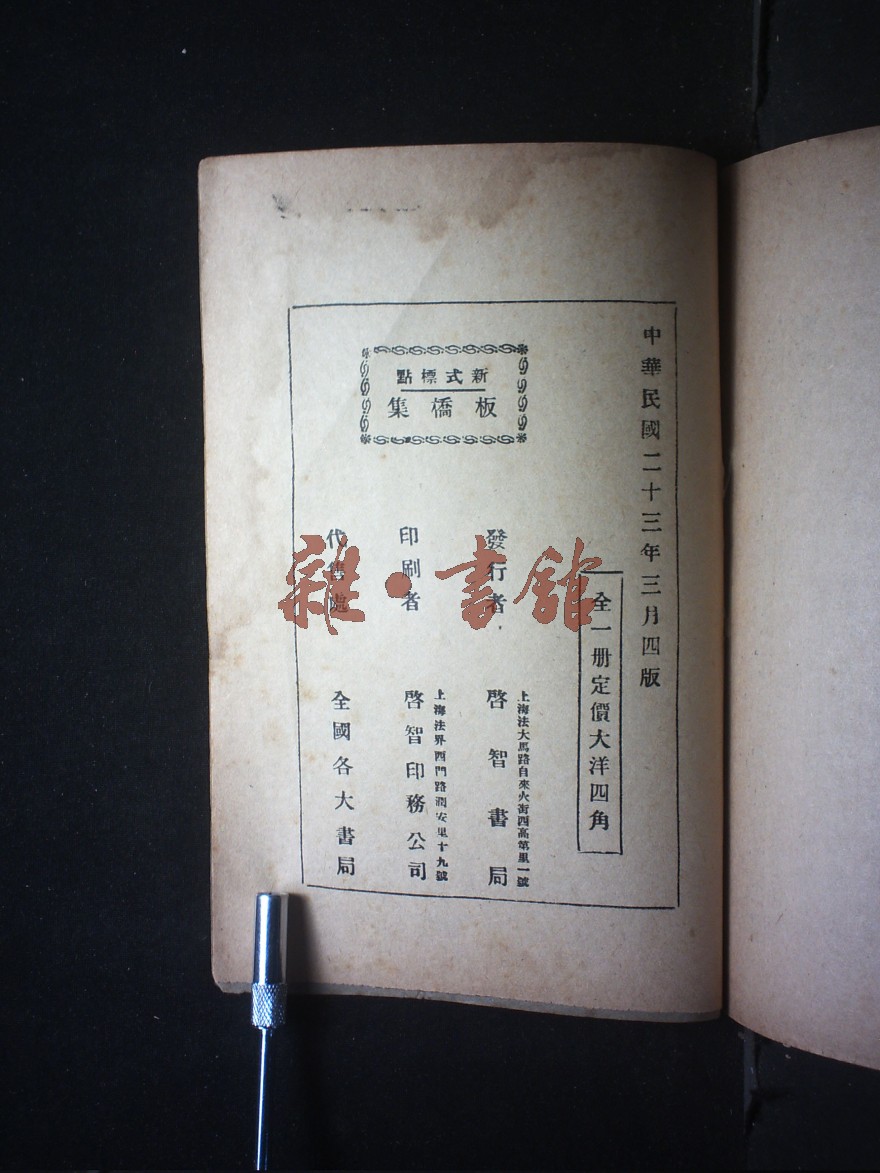 中華民國二十三年三月四版
全一册定價大洋四角
新式標點
板橋集
發行者
上海法大馬路自來火街西高第里一號
啓智書局
印刷者
上海法界西門路潤安里十九號
啓智印務公司
代售處
全國各大書局
雜·書館